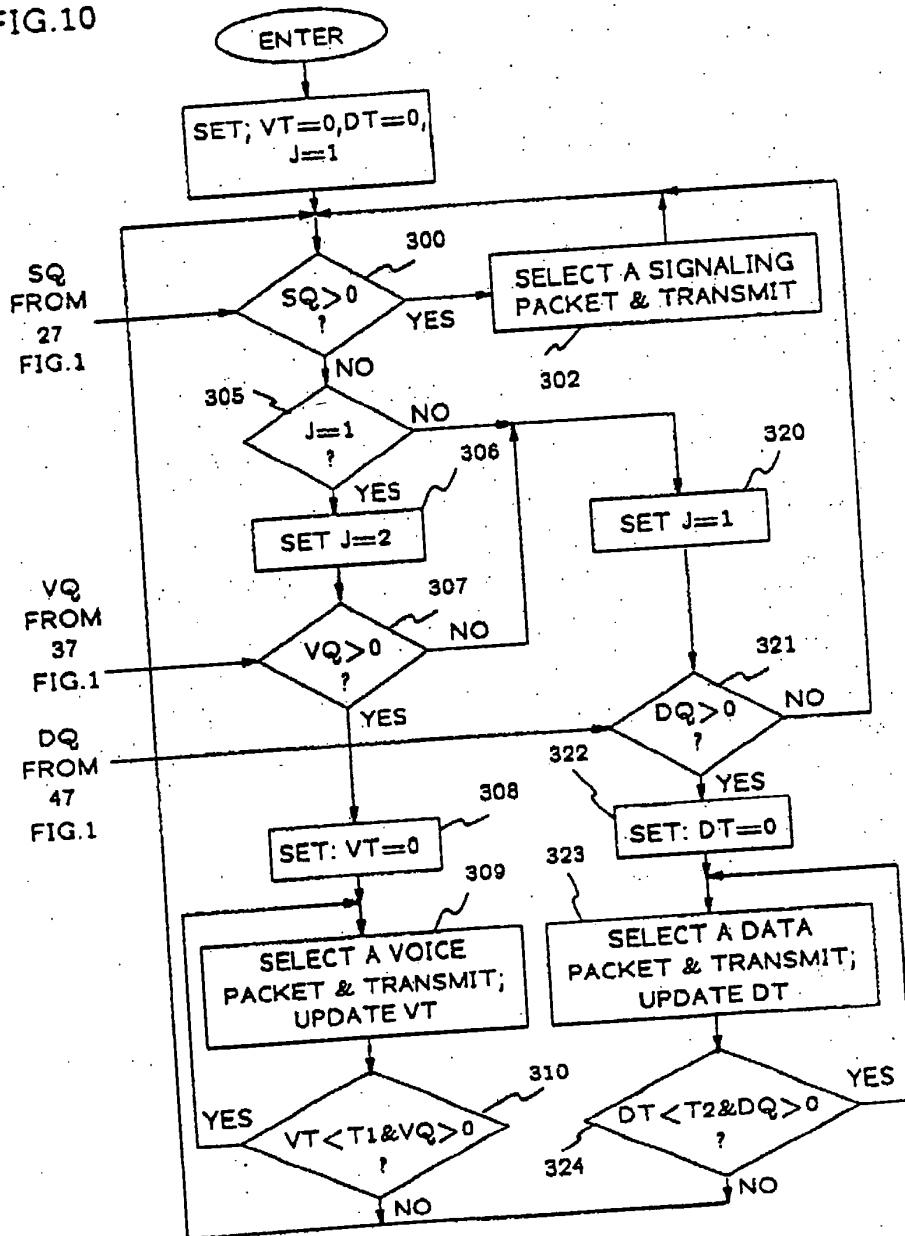 FIG.10
ENTER
SET; VT=0,DT=0,
J=1
300
SQ
FROM
27
FIG.1
SQ>0
?
YES
NO
SELECT A SIGNALING
PACKET & TRANSMIT
302
305
J=1
?
NO
YES
306
SET J=2
320
SET J=1
VQ
FROM
37
FIG.1
307
VQ>0
?
NO
YES
321
DQ>0
?
NO
YES
DQ
FROM
47
FIG.1
308
SET: VT=0
322
SET: DT=0
309
SELECT A VOICE
PACKET & TRANSMIT;
UPDATE VT
323
SELECT A DATA
PACKET & TRANSMIT;
UPDATE DT
310
VT<T1&VQ>0
?
YES
NO
DT<T2&DQ>0
?
YES
324
NO